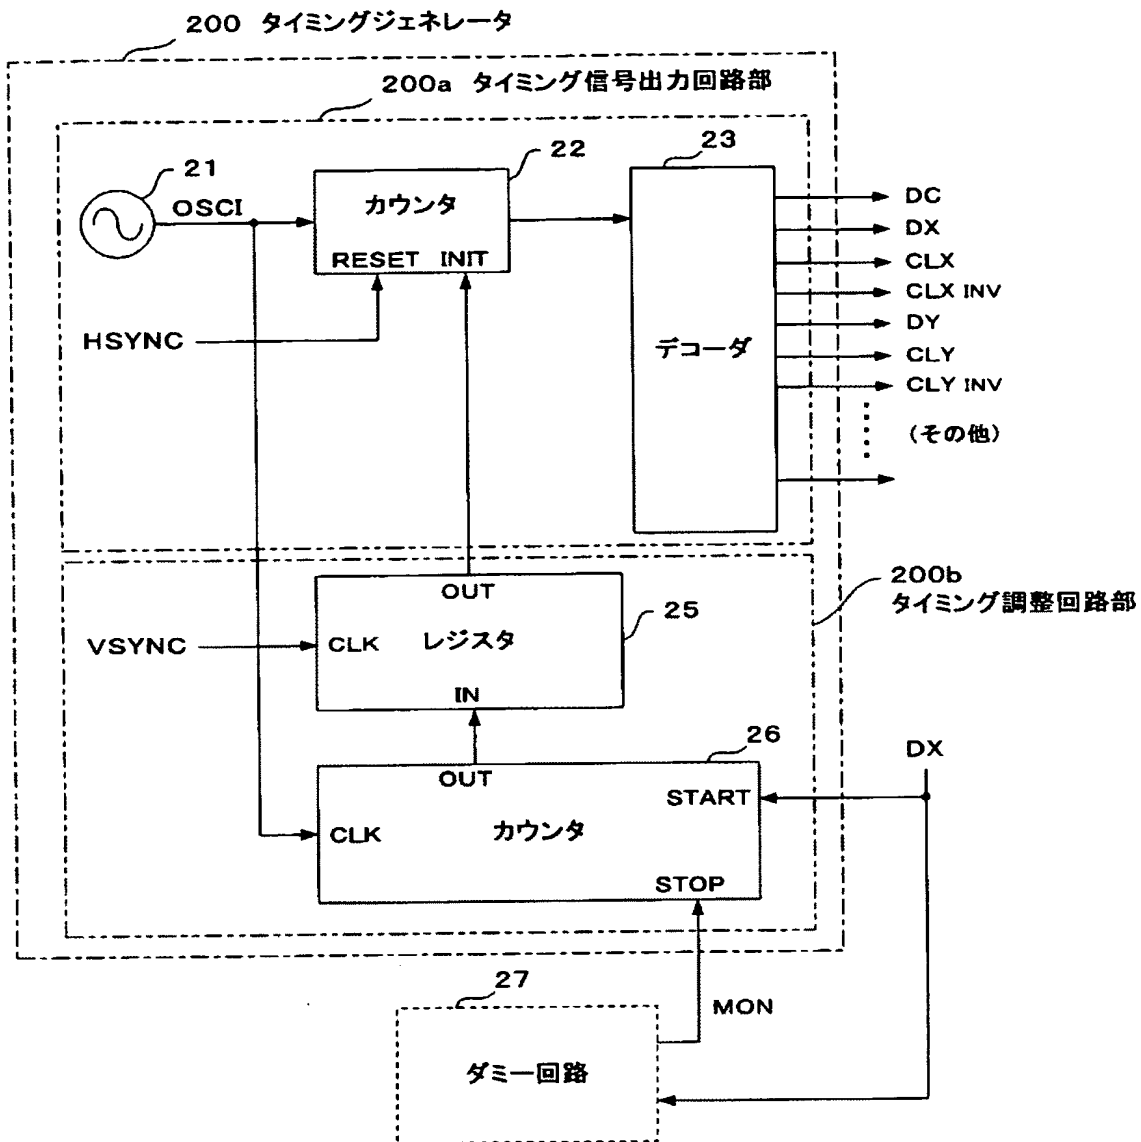 200 タイミングジェネレータ
200a タイミング信号出力回路部
21
OSCI
22
カウンタ
RESET INIT
HSYNC
23
デコーダ
DC
DX
CLX
CLX INV
DY
CLY
CLY INV
(その他)
200b
タイミング調整回路部
OUT
25
VSYNC
CLK レジスタ
IN
26
DX
OUT
START
CLK カウンタ
STOP
27
MON
ダミー回路